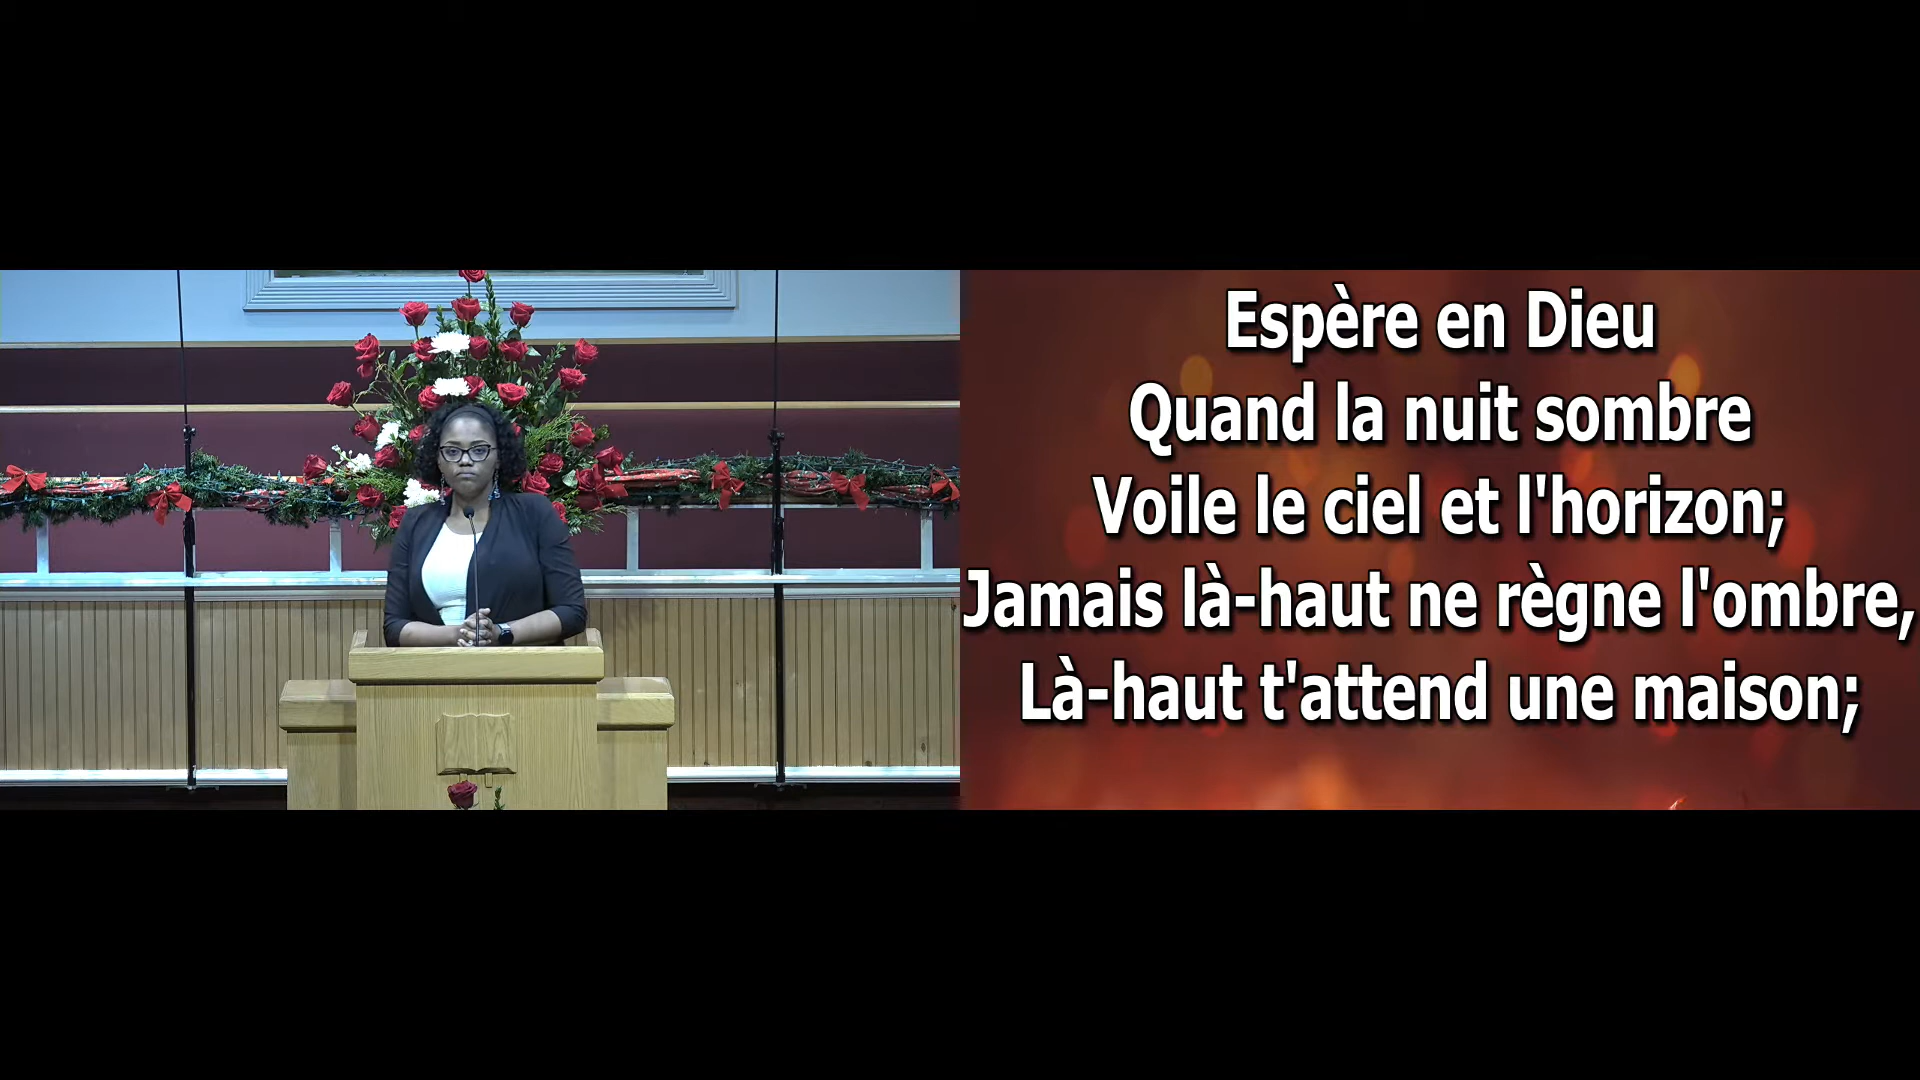 Espère en Dieu
Quand la nuit sombre
Voile le ciel et l'horizon;
Jamais là-haut ne règne l'ombre,
Là-haut t'attend une maison;